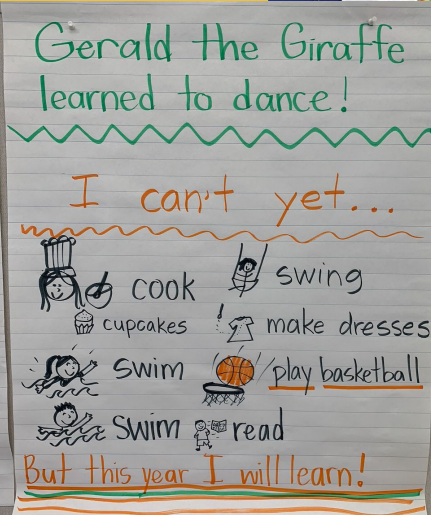 Gerald the Giraffe
learned to dance!
I can't yet...
cook
swing
cupcakes
make dresses
swim
play basketball
swim
read
But this year I will learn!